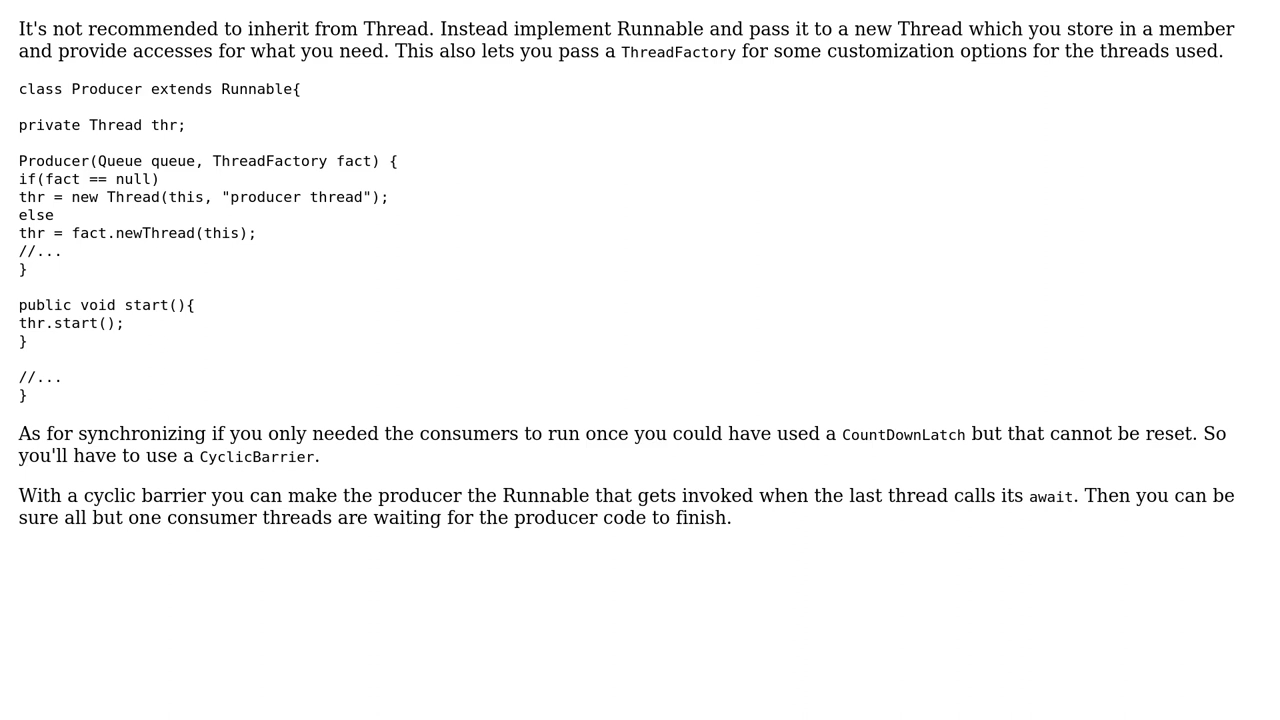 It's not recommended to inherit from Thread. Instead implement Runnable and pass it to a new Thread which you store in a member
and provide accesses for what you need. This also lets you pass a ThreadFactory for some customization options for the threads used.
class Producer extends Runnable{
private Thread thr;
Producer(Queue queue, ThreadFactory fact) {
if(fact == null)
thr = new Thread(this, "producer thread");
else
thr = fact.newThread(this);
//...
}
public void start(){
thr.start();
}
//...
}
As for synchronizing if you only needed the consumers to run once you could have used a CountDownLatch but that cannot be reset. So
you'll have to use a CyclicBarrier.
With a cyclic barrier you can make the producer the Runnable that gets invoked when the last thread calls its await. Then you can be
sure all but one consumer threads are waiting for the producer code to finish.